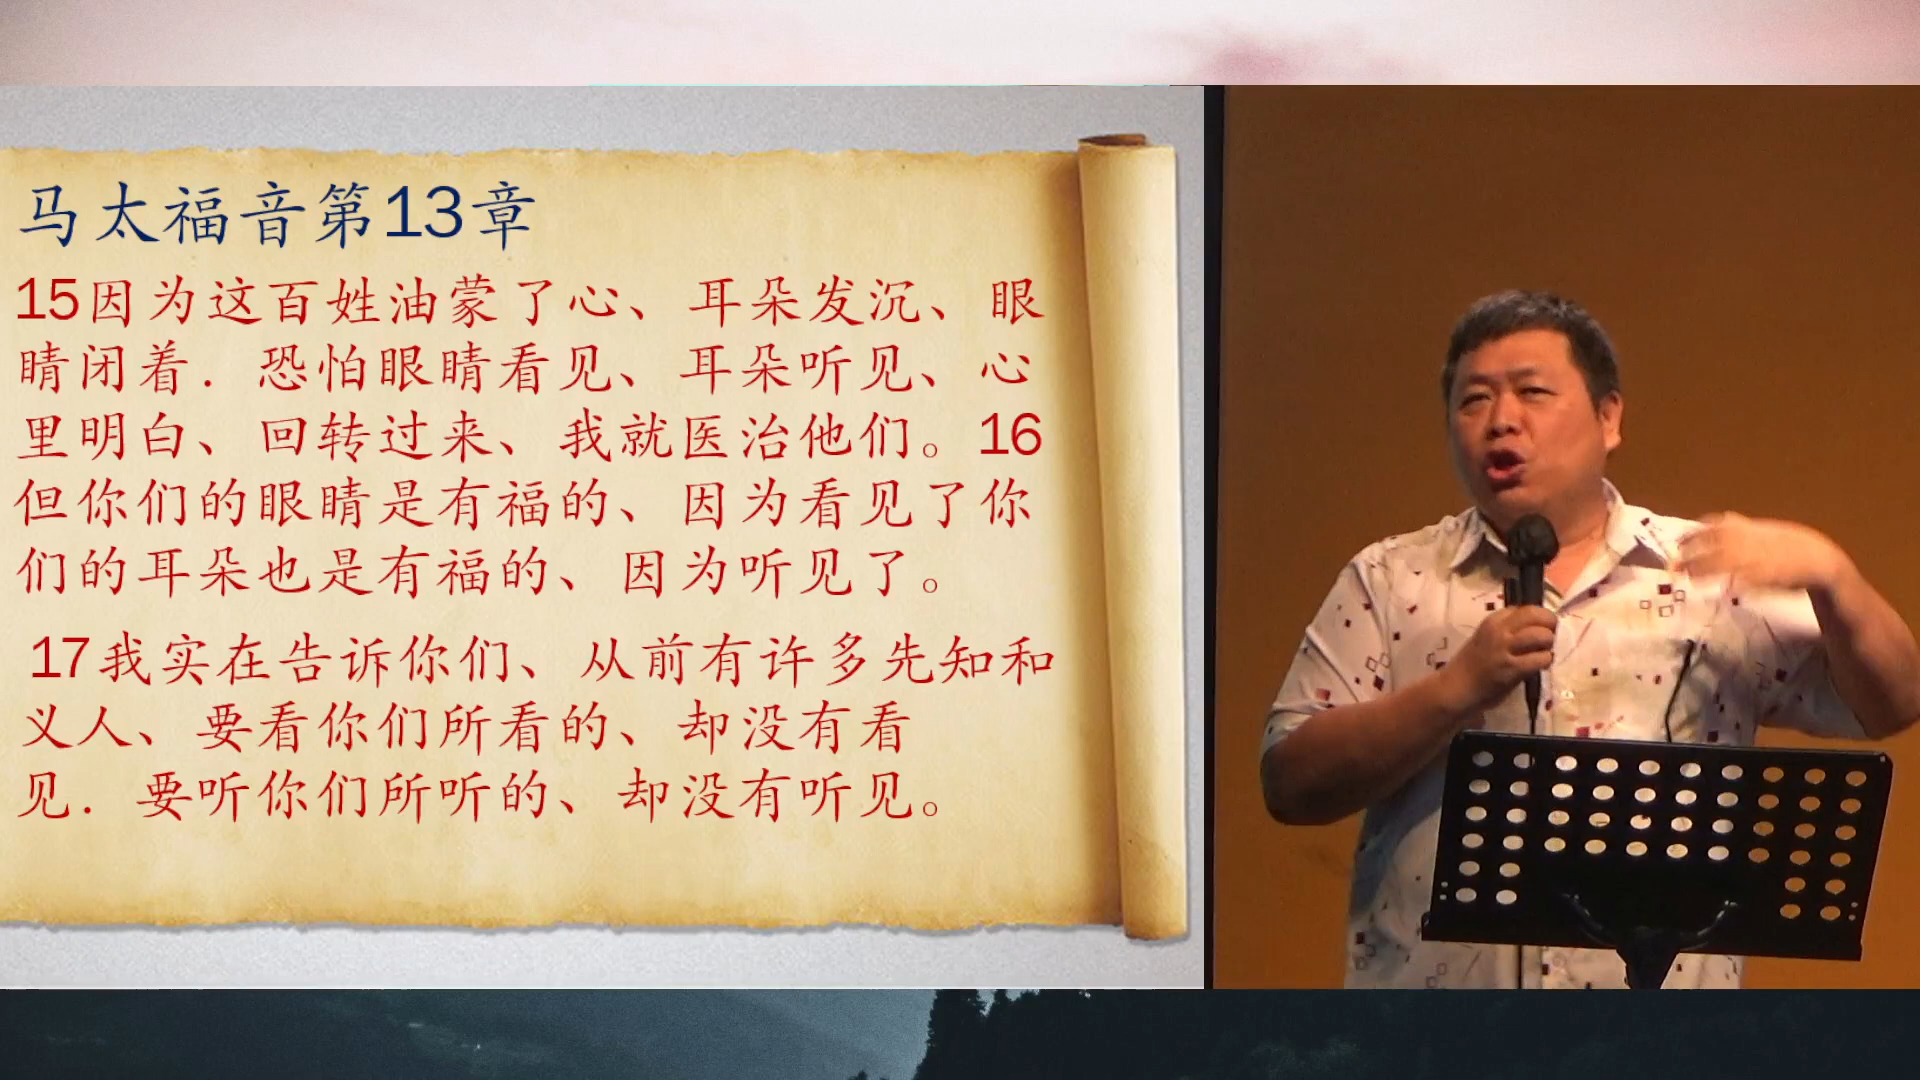 马太福音第13章
15因为这百姓油蒙了心、耳朵发沉、眼
睛闭着．恐怕眼睛看见、耳朵听见、心
里明白、回转过来、我就医治他们。16
但你们的眼睛是有福的、因为看见了你
们的耳朵也是有福的、因为听见了。
17我实在告诉你们、从前有许多先知和
义人、要看你们所看的、却没有看
见．要听你们所听的、却没有听见。